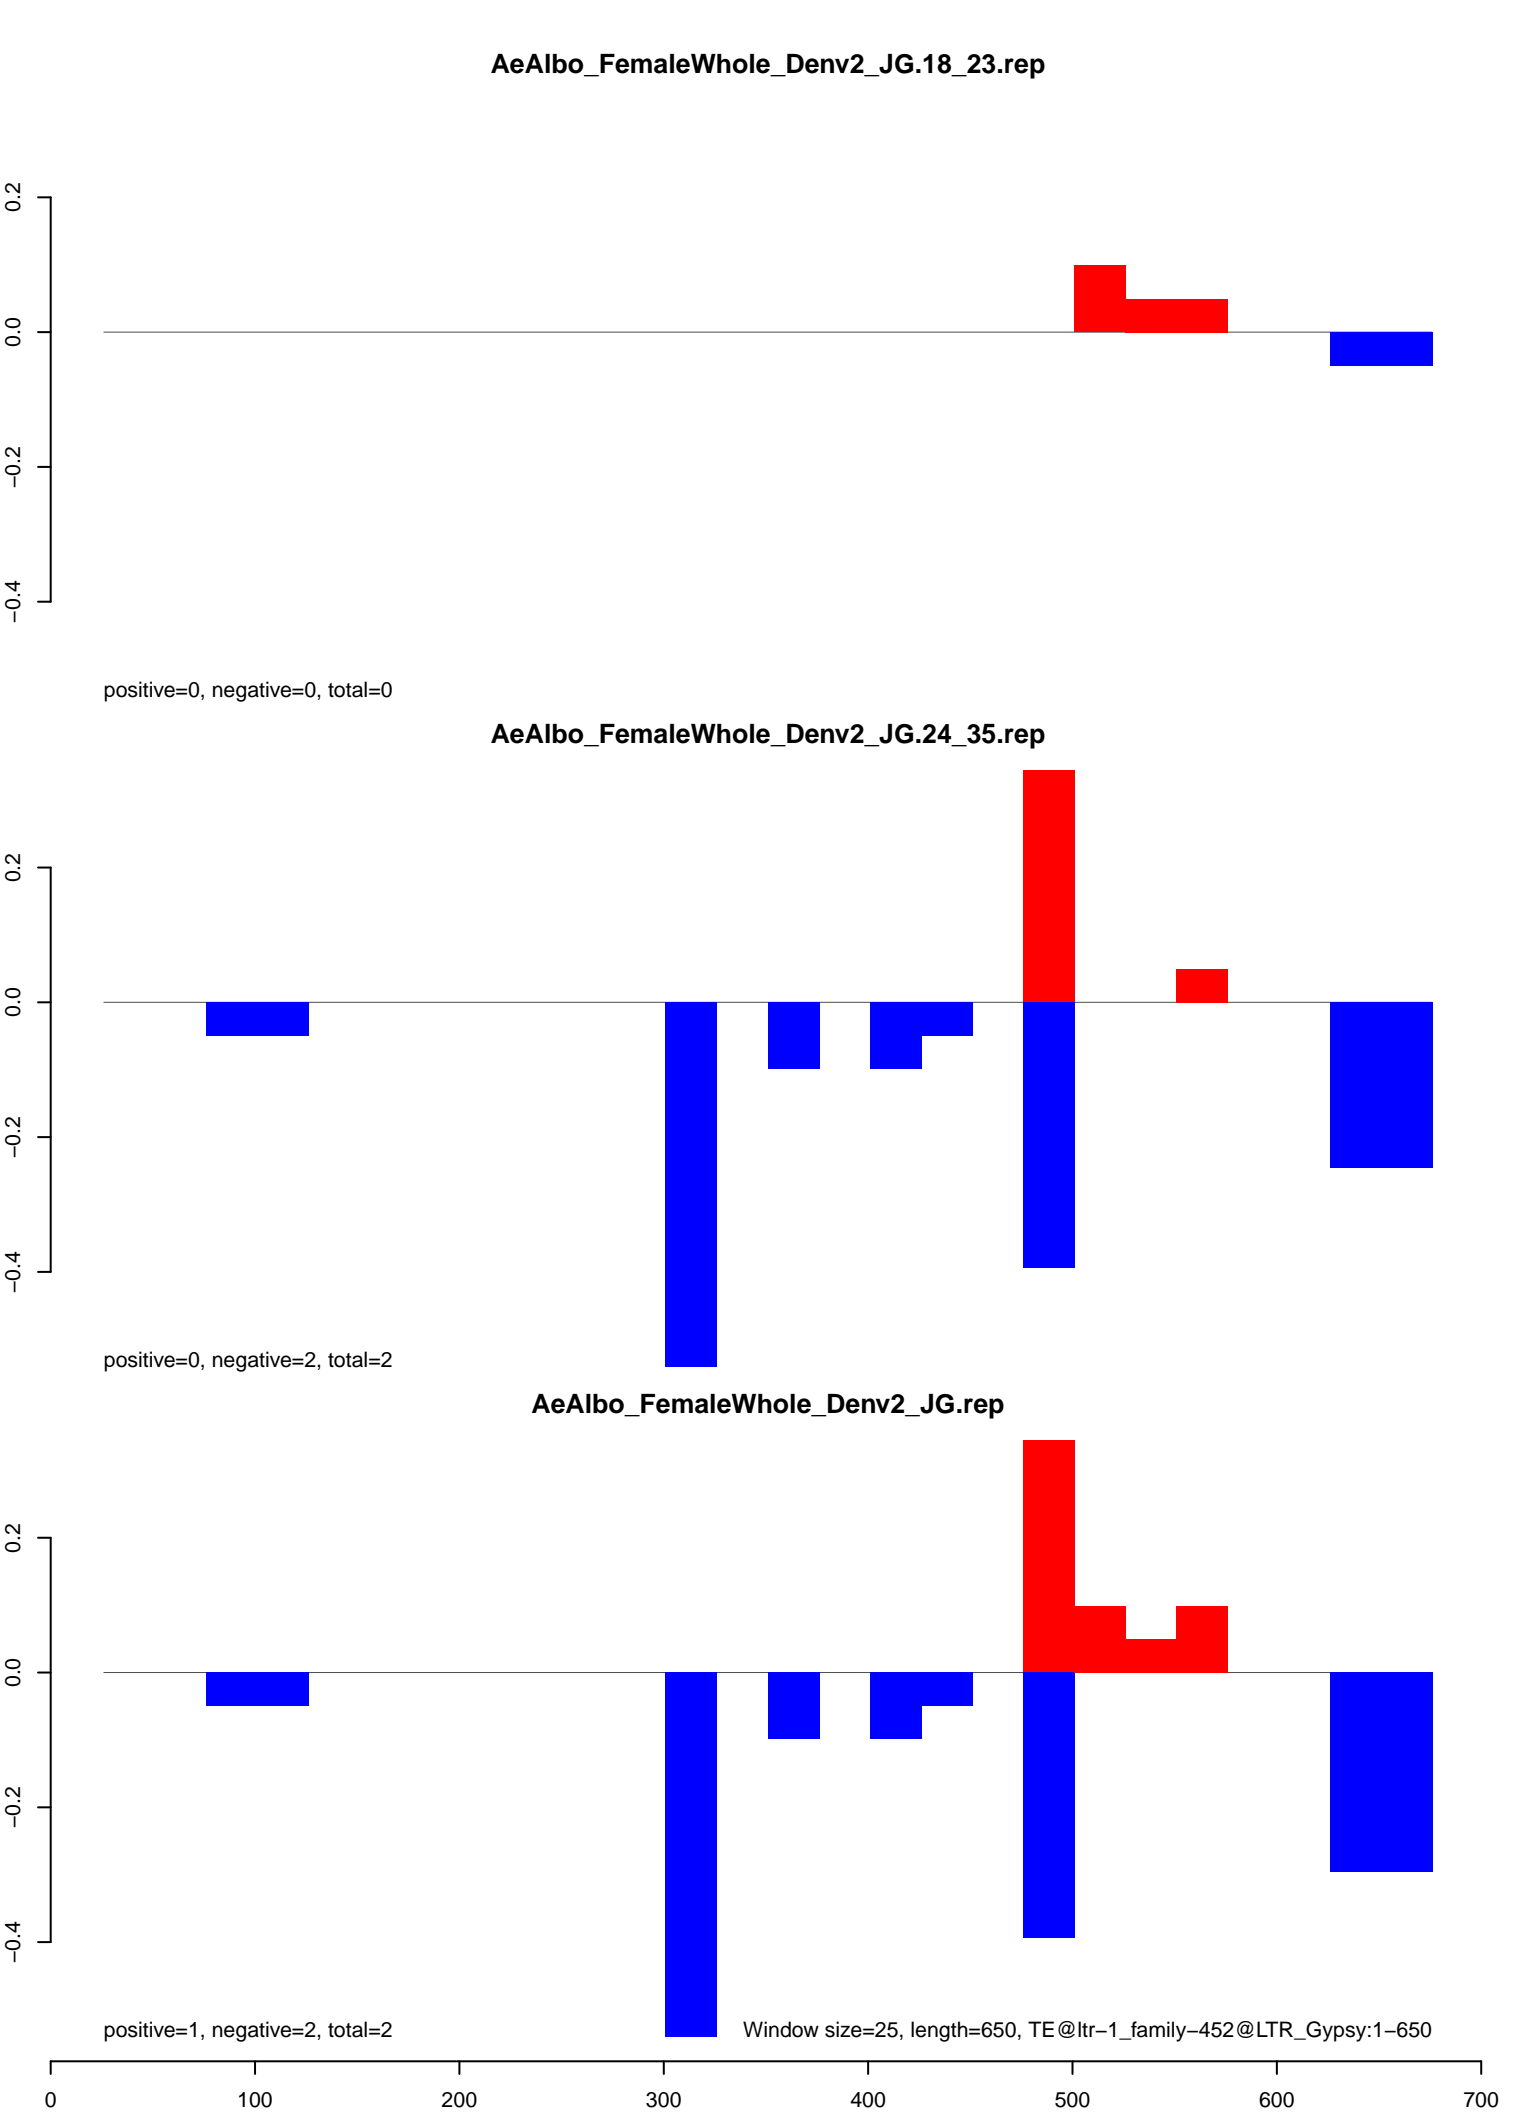 AeAlbo_FemaleWhole_Denv2_JG.18_23.rep
0.2
0.0
−0.2
−0.4
positive=0, negative=0, total=0
AeAlbo_FemaleWhole_Denv2_JG.24_35.rep
0.2
0.0
−0.2
−0.4
positive=0, negative=2, total=2
AeAlbo_FemaleWhole_Denv2_JG.rep
0.2
0.0
−0.2
−0.4
positive=1, negative=2, total=2
Window size=25, length=650, TE@ltr−1_family−452@LTR_Gypsy:1−650
0 100 200 300 400 500 600 700